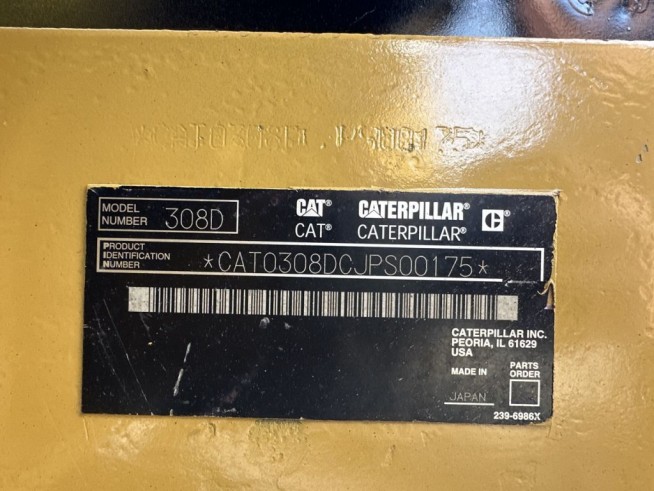 *CAT0308DCJPS00175*
MODEL NUMBER 308D
CAT® CATERPILLAR® C®
CAT® CATERPILLAR®
PRODUCT IDENTIFICATION NUMBER *CAT0308DCJPS00175*
CATERPILLAR INC.
PEORIA, IL 61629
USA
MADE IN PARTS ORDER
JAPAN
239-6986X